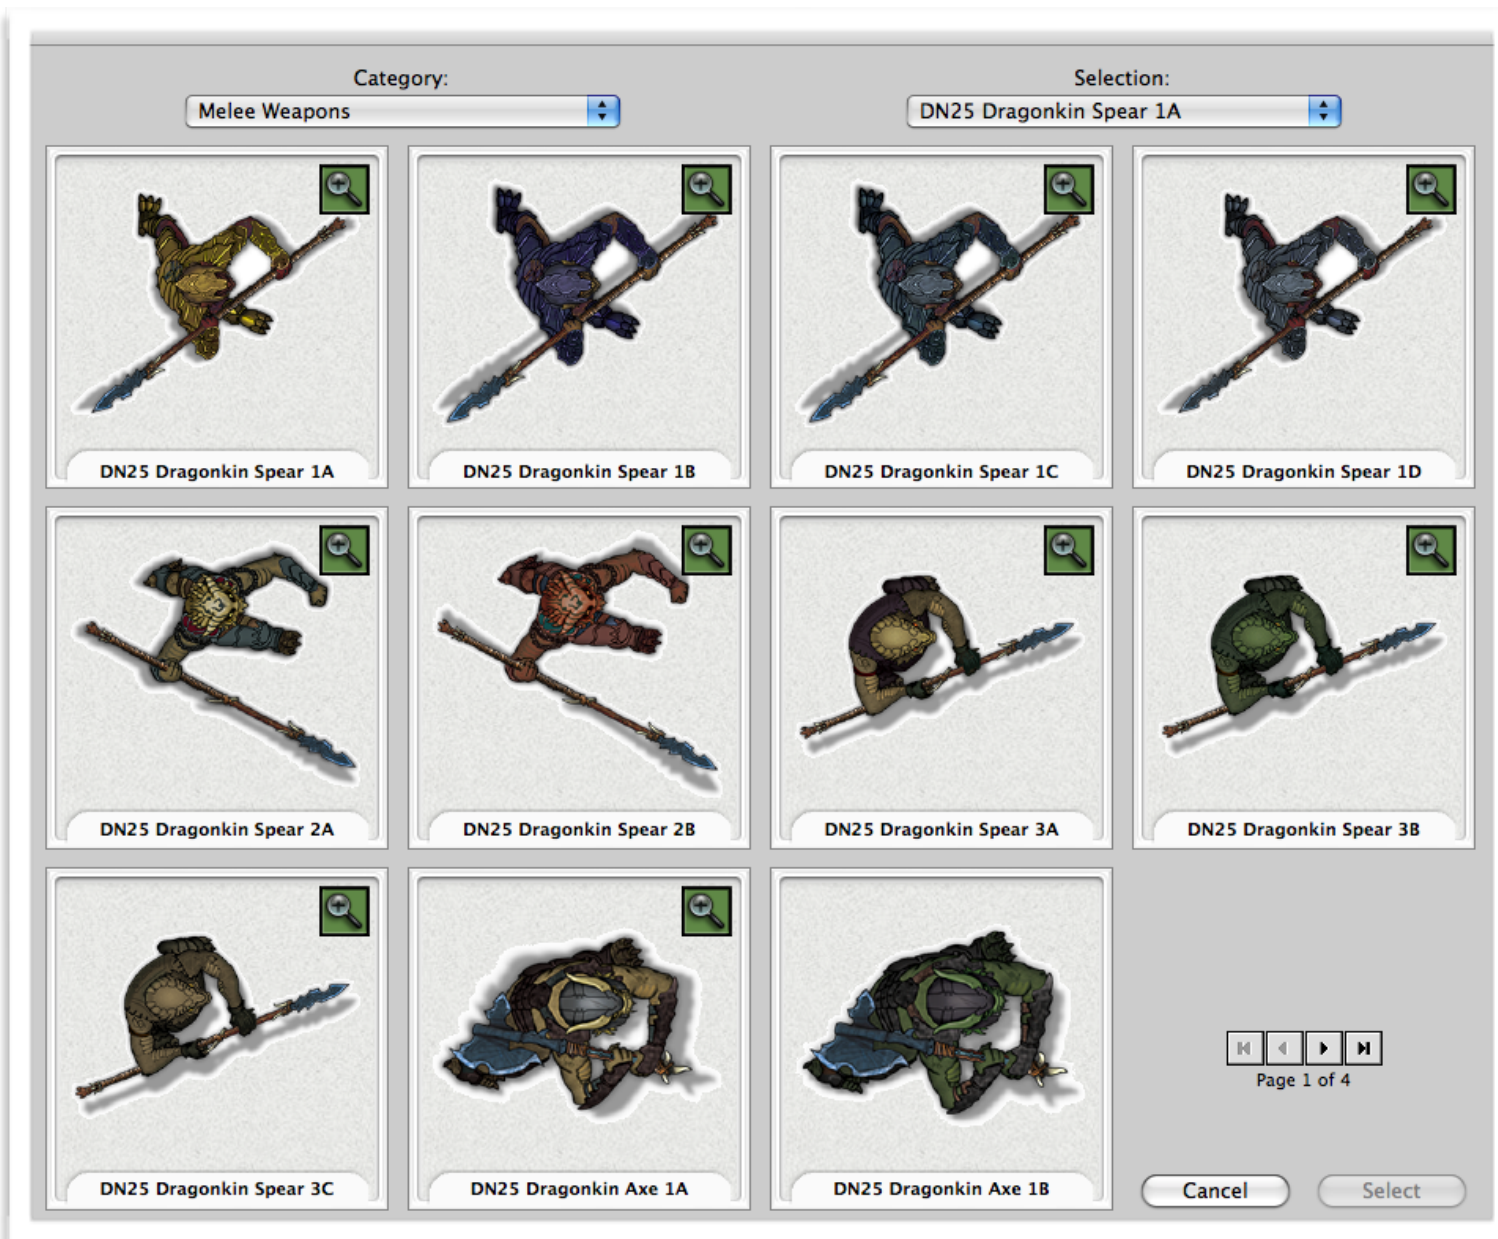 Category:
Selection:
Melee Weapons
DN25 Dragonkin Spear 1A
DN25 Dragonkin Spear 1A
DN25 Dragonkin Spear 1B
DN25 Dragonkin Spear 1C
DN25 Dragonkin Spear 1D
DN25 Dragonkin Spear 2A
DN25 Dragonkin Spear 2B
DN25 Dragonkin Spear 3A
DN25 Dragonkin Spear 3B
DN25 Dragonkin Spear 3C
DN25 Dragonkin Axe 1A
DN25 Dragonkin Axe 1B
Page 1 of 4
Cancel
Select